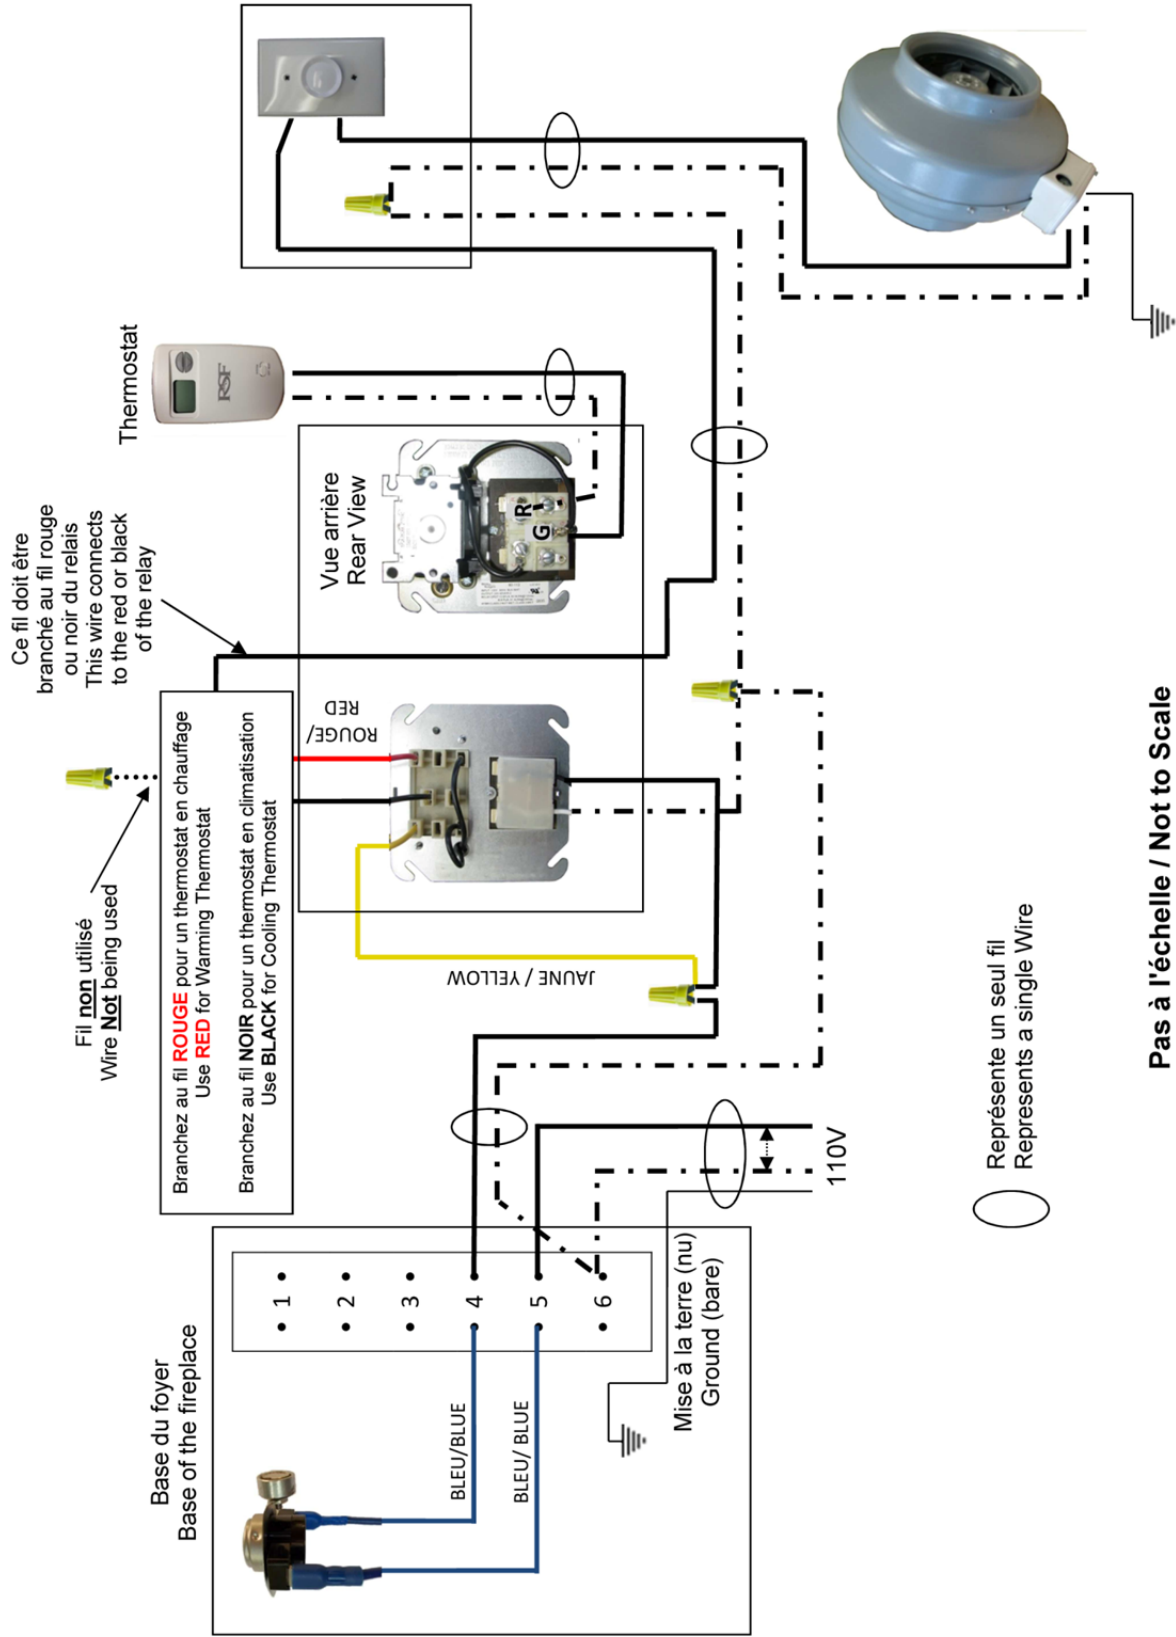 Base du foyer
Base of the fireplace
BLEU/BLUE
BLEU/ BLUE
1
2
3
4
5
6
Mise à la terre (nu)
Ground (bare)
110V
Fil non utilisé
Wire Not being used
Branchez au fil ROUGE pour un thermostat en chauffage
Use RED for Warming Thermostat
Branchez au fil NOIR pour un thermostat en climatisation
Use BLACK for Cooling Thermostat
JAUNE / YELLOW
ROUGE/
RED
Ce fil doit être
branché au fil rouge
ou noir du relais
This wire connects
to the red or black
of the relay
Vue arrière
Rear View
G
R
Thermostat
RSF
Représente un seul fil
Represents a single Wire
Pas à l'échelle / Not to Scale